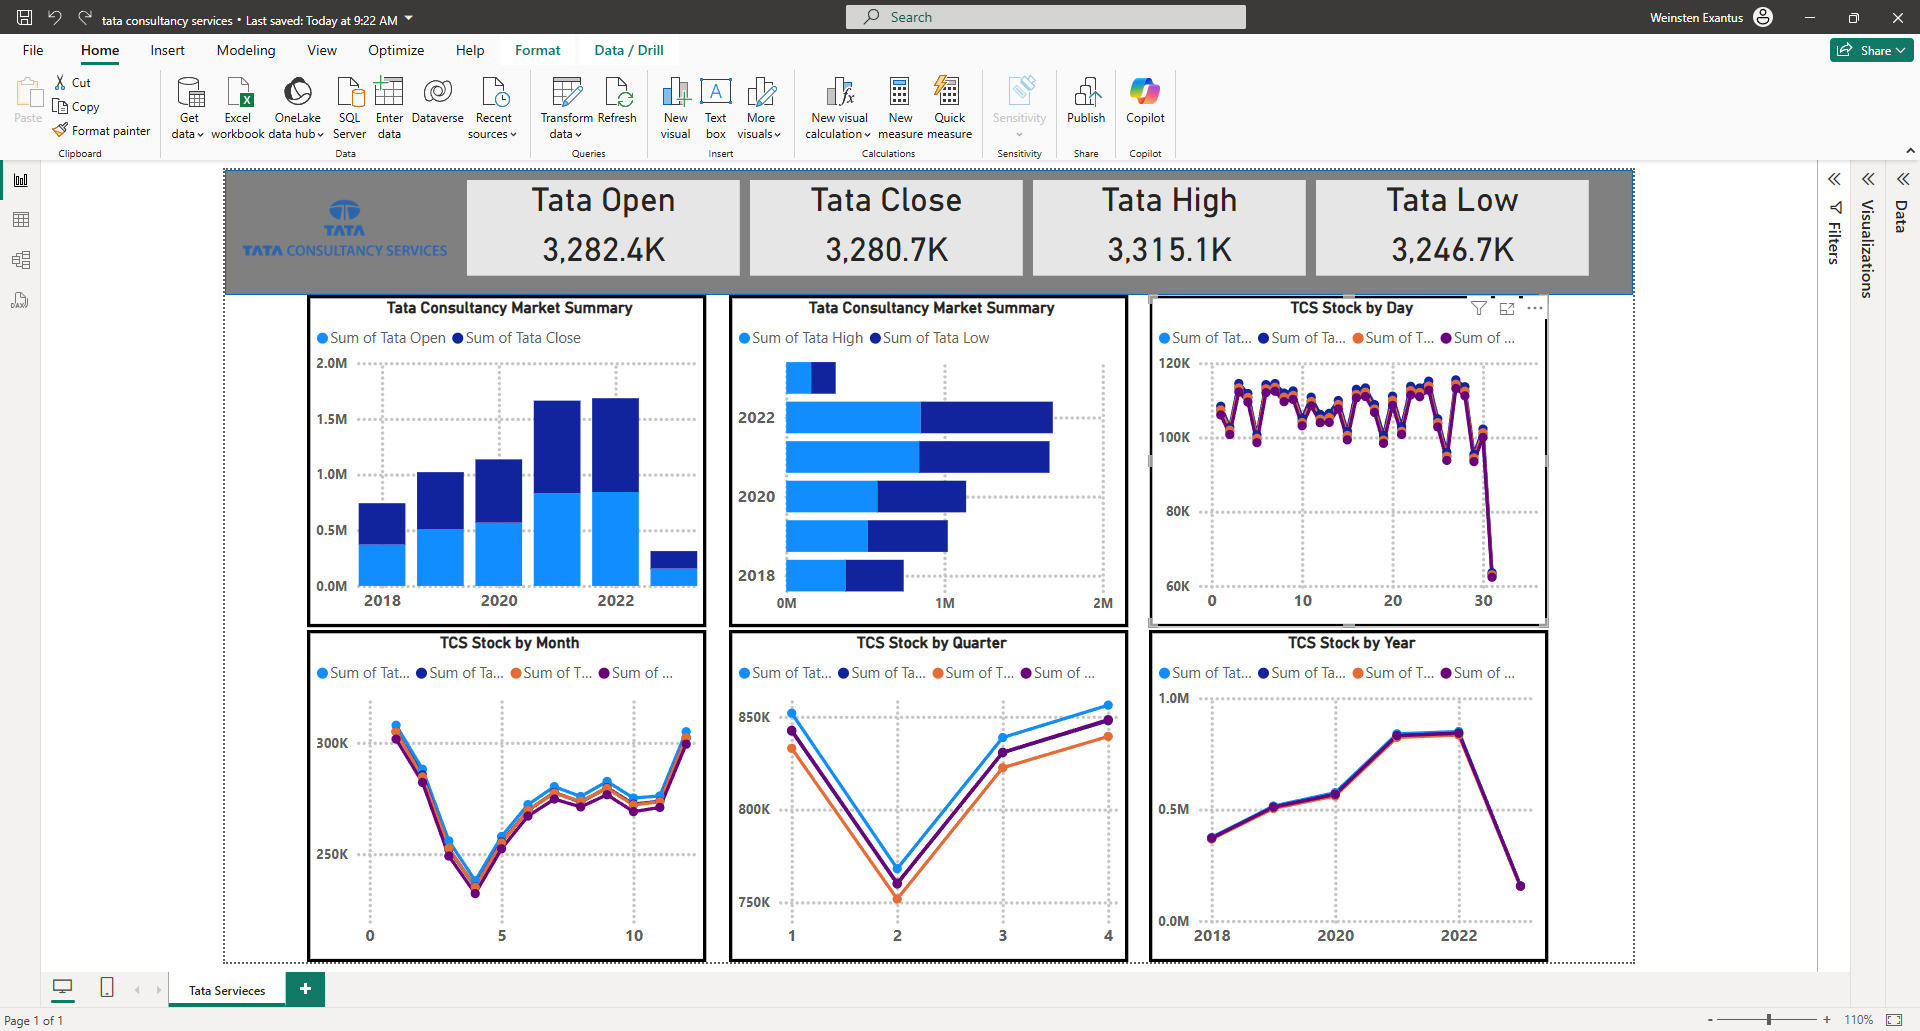 tata consultancy services • Last saved: Today at 9:22 AM
Search
Weinsten Exantus
File
Home
Insert
Modeling
View
Optimize
Help
Format
Data / Drill
Share
Paste
Cut
Copy
Format painter
Clipboard
Get data
Excel workbook
OneLake data hub
SQL Server
Enter data
Dataverse
Recent sources
Data
Transform data
Refresh
Queries
New visual
Text box
More visuals
Insert
New visual calculation
New measure
Quick measure
Calculations
Sensitivity
Sensitivity
Publish
Share
Copilot
Copilot
TATA
TATA CONSULTANCY SERVICES
Tata Open
3,282.4K
Tata Close
3,280.7K
Tata High
3,315.1K
Tata Low
3,246.7K
Filters
Visualizations
Data
Tata Consultancy Market Summary
Sum of Tata Open Sum of Tata Close
2.0M
1.5M
1.0M
0.5M
0.0M
2018 2020 2022
Tata Consultancy Market Summary
Sum of Tata High Sum of Tata Low
2022
2020
2018
0M 1M 2M
TCS Stock by Day
Sum of Tat... Sum of Ta... Sum of T... Sum of ...
120K
100K
80K
60K
0 10 20 30
TCS Stock by Month
Sum of Tat... Sum of Ta... Sum of T... Sum of ...
300K
250K
0 5 10
TCS Stock by Quarter
Sum of Tat... Sum of Ta... Sum of T... Sum of ...
850K
800K
750K
1 2 3 4
TCS Stock by Year
Sum of Tat... Sum of Ta... Sum of T... Sum of ...
1.0M
0.5M
0.0M
2018 2020 2022
Tata Servieces
Page 1 of 1
110%